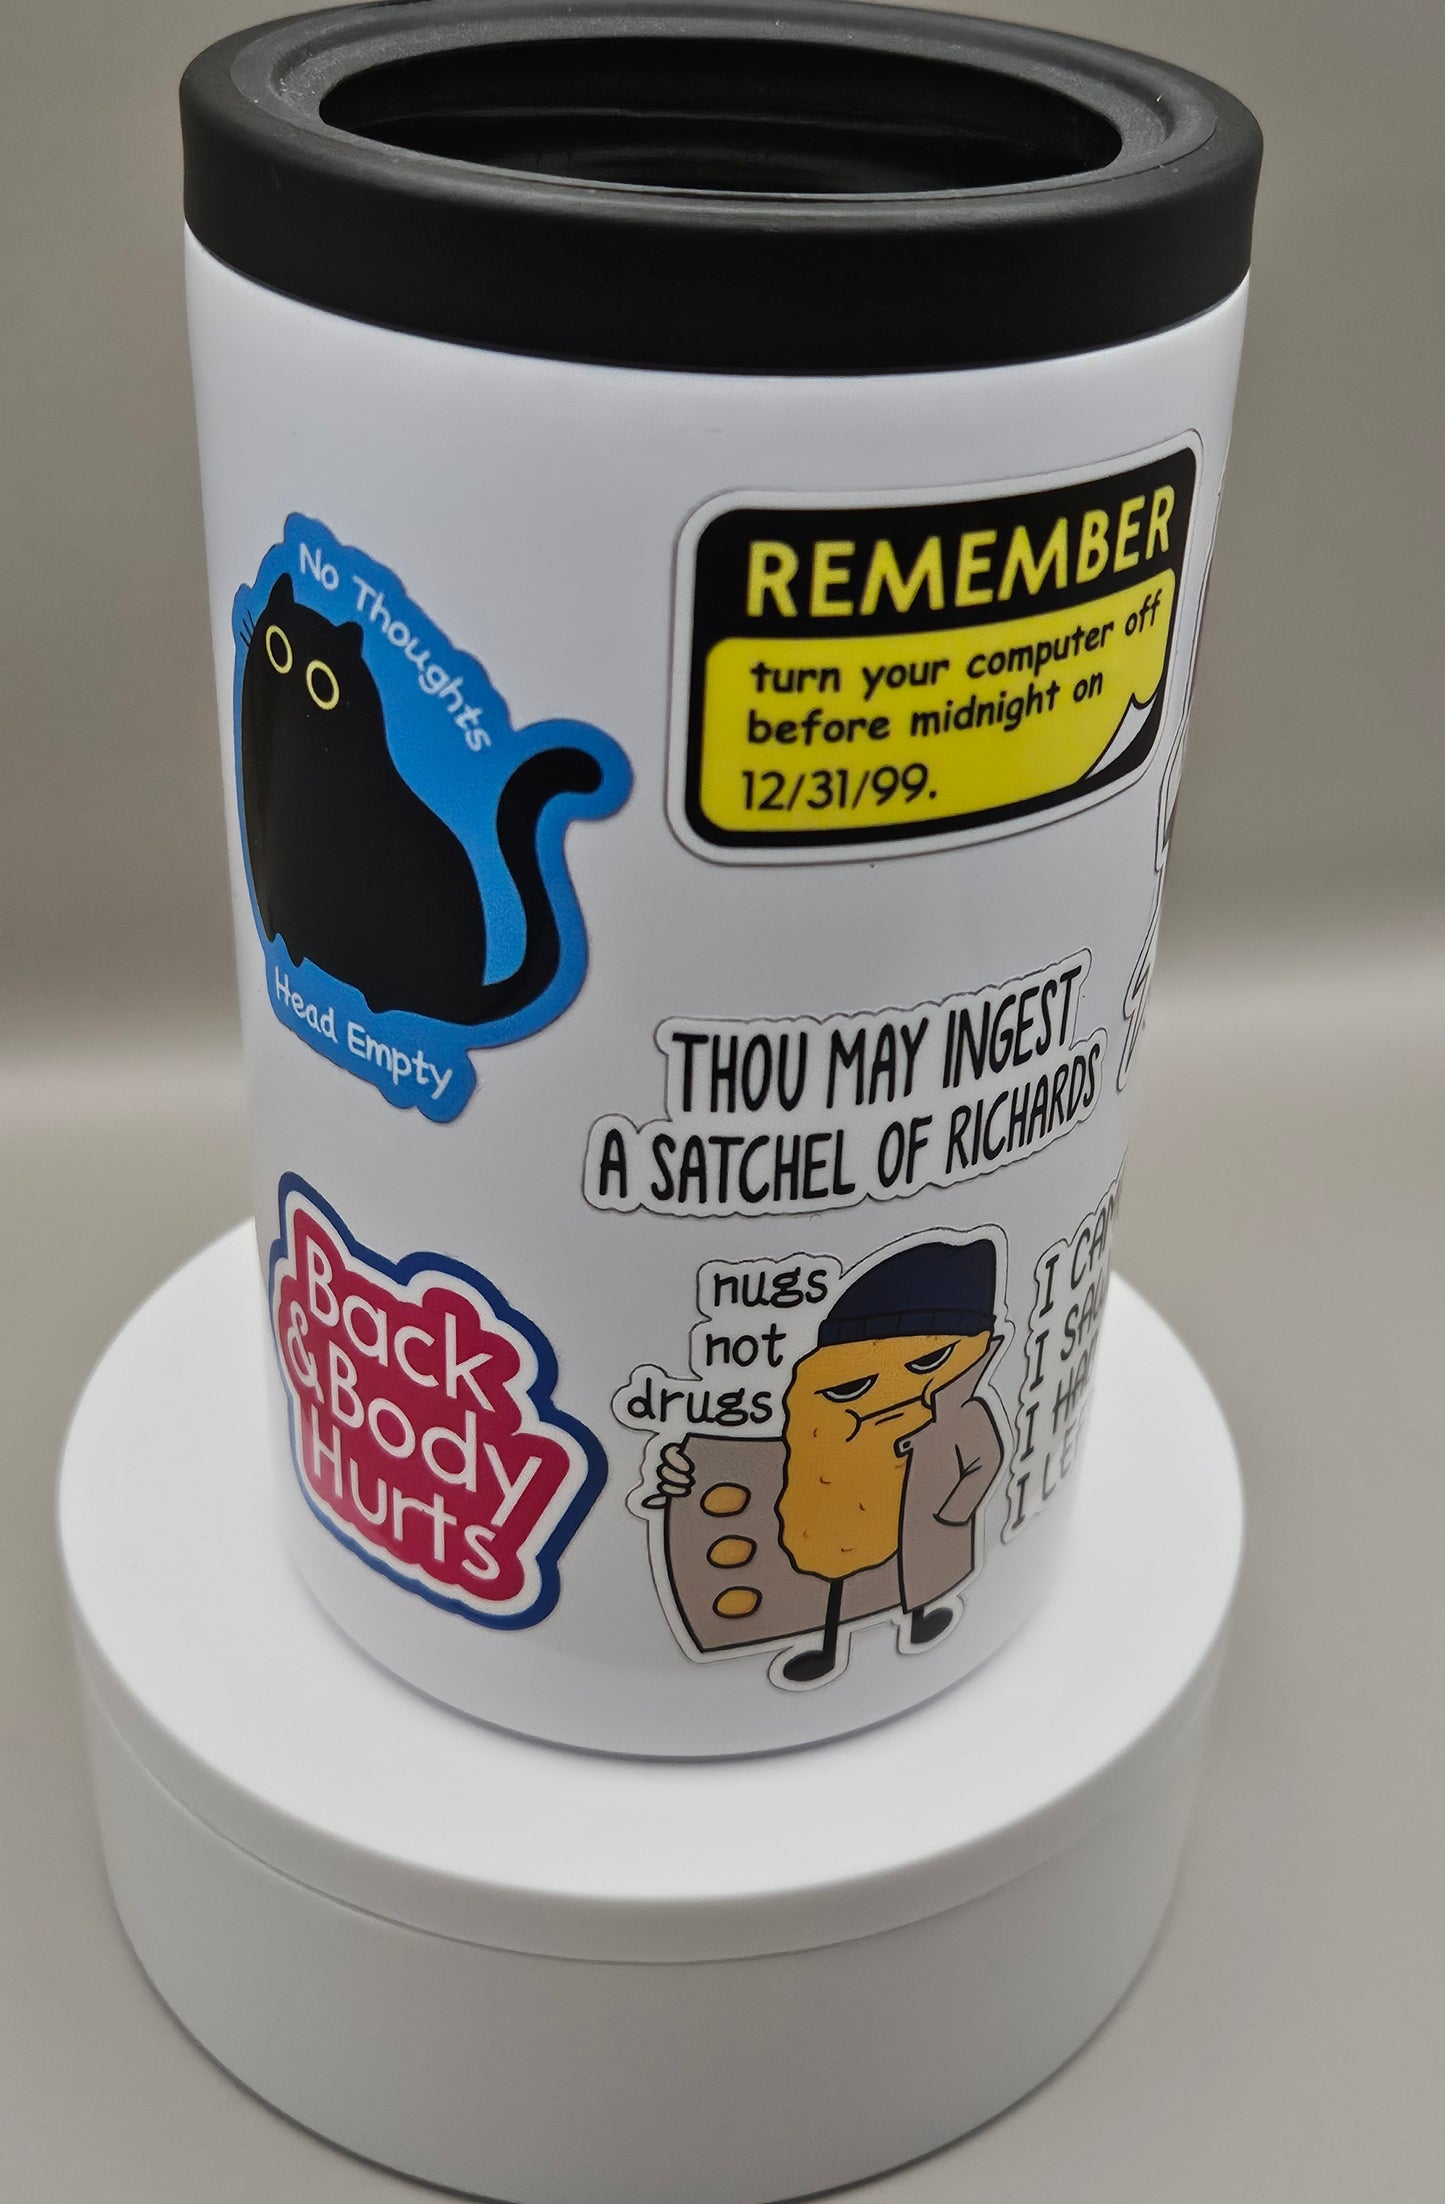 No Thoughts
Head Empty
REMEMBER
turn your computer off
before midnight on
12/31/99.
THOU MAY INGEST
A SATCHEL OF RICHARDS
Back
& Body
Hurts
nugs
not
drugs
I
I
I
I